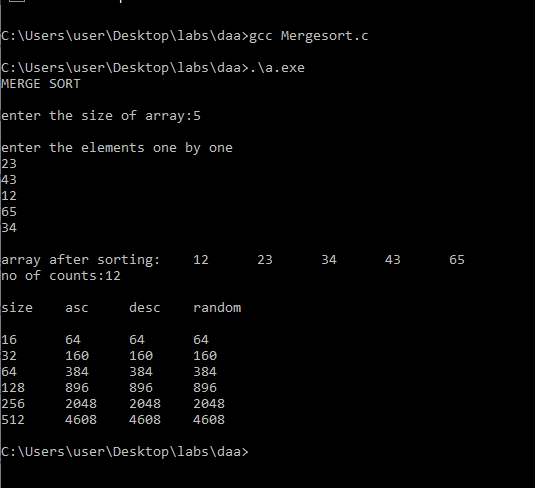 C:\Users\user\Desktop\labs\daa>gcc Mergesort.c
C:\Users\user\Desktop\labs\daa>.\a.exe
MERGE SORT
enter the size of array:5
enter the elements one by one
23
43
12
65
34
array after sorting:    12      23      34      43      65
no of counts:12
size    asc     desc    random
16      64      64      64
32      160     160     160
64      384     384     384
128     896     896     896
256     2048    2048    2048
512     4608    4608    4608
C:\Users\user\Desktop\labs\daa>